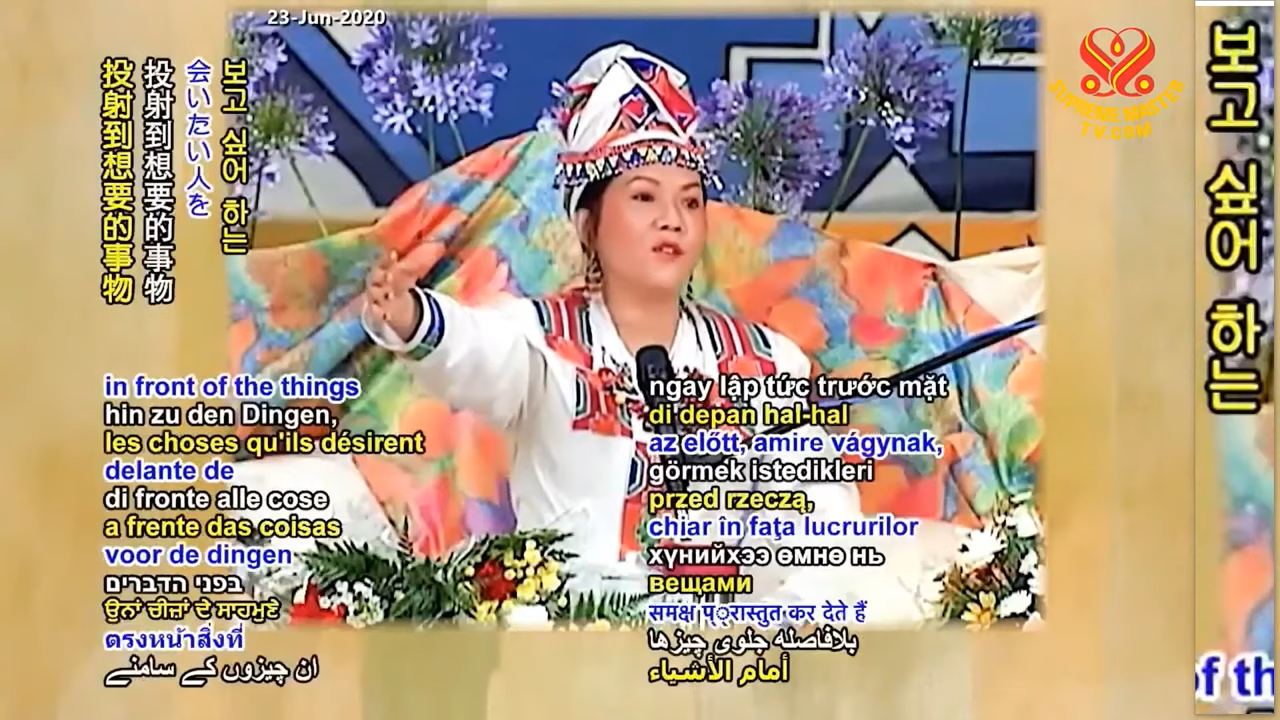 23-Jun-2020
SUPREME MASTER
TV.COM
보고 싶어 하는
会いたい人を
投射到想要的事物
投射到想要的事物
in front of the things
hin zu den Dingen,
les choses qu'ils désirent
delante de
di fronte alle cose
a frente das coisas
voor de dingen
בפני הדברים
ਉਨਾਂ ਚੀਜ਼ਾਂ ਦੇ ਸਾਹਮੁਣੇ
ตรงหน้าสิ่งที่
ان چیزوں کے سامنے
ngay lập tức trước mặt
di depan hal-hal
az előtt, amire vágynak,
görmek istedikleri
przed rzeczą,
chiar în faţa lucrurilor
хүнийхээ өмнө нь
вещами
समक्ष प्रास्तुत कर देते हैं
بلافاصله جلوی چیزها
أمام الأشياء
보고 싶어 하는
of th